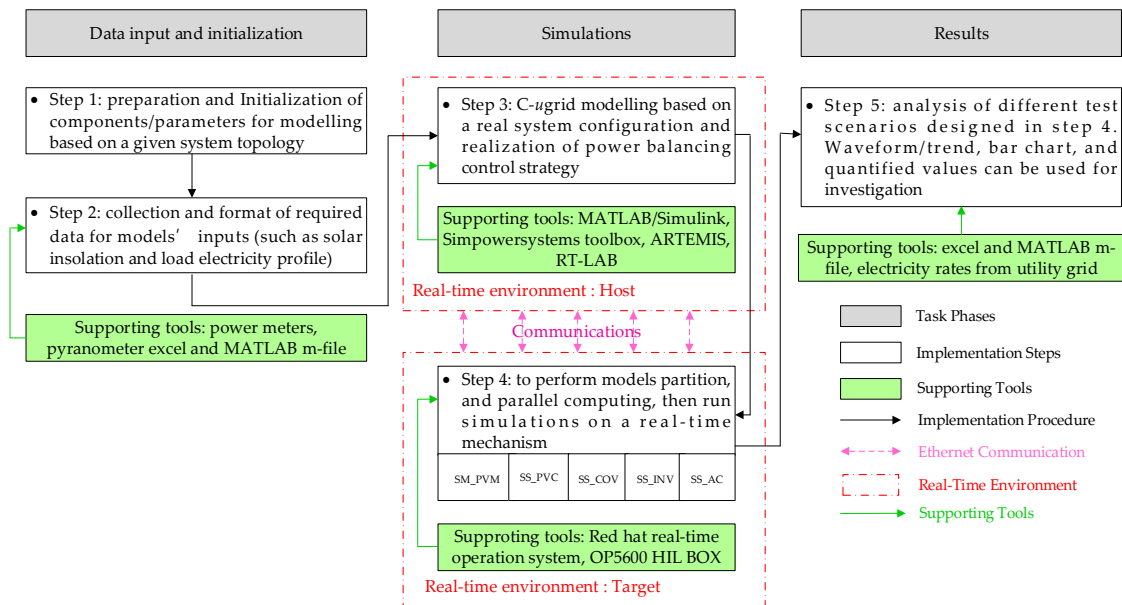 Data input and initialization
Simulations
Results
• Step 1: preparation and Initialization of
components/parameters for modelling
based on a given system topology
• Step 2: collection and format of required
data for models' inputs (such as solar
insolation and load electricity profile)
Supporting tools: power meters,
pyranometer excel and MATLAB m-file
• Step 3: C-ugrid modelling based on
a real system configuration and
realization of power balancing
control strategy
Supporting tools: MATLAB/Simulink,
Simpowersystems toolbox, ARTEMIS,
RT-LAB
Real-time environment : Host
Communications
• Step 4: to perform models partition,
and parallel computing, then run
simulations on a real-time
mechanism
SM_PVM SS_PVC SS_COV SS_INV SS_AC
Supproting tools: Red hat real-time
operation system, OP5600 HIL BOX
Real-time environment : Target
• Step 5: analysis of different test
scenarios designed in step 4.
Waveform/trend, bar chart, and
quantified values can be used for
investigation
Supporting tools: excel and MATLAB m-
file, electricity rates from utility grid
Task Phases
Implementation Steps
Supporting Tools
Implementation Procedure
Ethernet Communication
Real-Time Environment
Supporting Tools